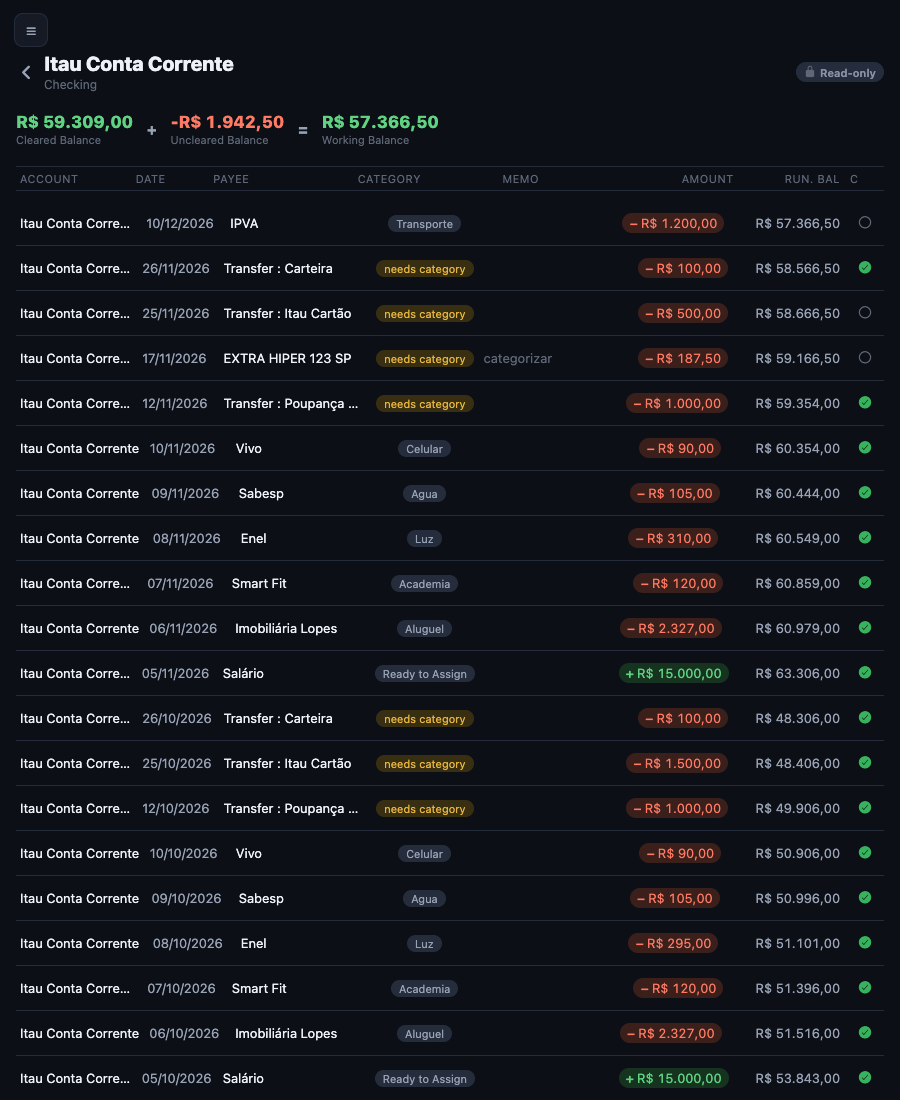 Itau Conta Corrente
Checking
Read-only
R$ 59.309,00 + -R$ 1.942,50 = R$ 57.366,50
Cleared Balance Uncleared Balance Working Balance
ACCOUNT DATE PAYEE CATEGORY MEMO AMOUNT RUN. BAL C
Itau Conta Corre... 10/12/2026 IPVA Transporte – R$ 1.200,00 R$ 57.366,50
Itau Conta Corre... 26/11/2026 Transfer : Carteira needs category – R$ 100,00 R$ 58.566,50
Itau Conta Corre... 25/11/2026 Transfer : Itau Cartão needs category – R$ 500,00 R$ 58.666,50
Itau Conta Corre... 17/11/2026 EXTRA HIPER 123 SP needs category categorizar – R$ 187,50 R$ 59.166,50
Itau Conta Corre... 12/11/2026 Transfer : Poupança ... needs category – R$ 1.000,00 R$ 59.354,00
Itau Conta Corrente 10/11/2026 Vivo Celular – R$ 90,00 R$ 60.354,00
Itau Conta Corrente 09/11/2026 Sabesp Agua – R$ 105,00 R$ 60.444,00
Itau Conta Corrente 08/11/2026 Enel Luz – R$ 310,00 R$ 60.549,00
Itau Conta Corre... 07/11/2026 Smart Fit Academia – R$ 120,00 R$ 60.859,00
Itau Conta Corrente 06/11/2026 Imobiliária Lopes Aluguel – R$ 2.327,00 R$ 60.979,00
Itau Conta Corre... 05/11/2026 Salário Ready to Assign + R$ 15.000,00 R$ 63.306,00
Itau Conta Corre... 26/10/2026 Transfer : Carteira needs category – R$ 100,00 R$ 48.306,00
Itau Conta Corre... 25/10/2026 Transfer : Itau Cartão needs category – R$ 1.500,00 R$ 48.406,00
Itau Conta Corre... 12/10/2026 Transfer : Poupança ... needs category – R$ 1.000,00 R$ 49.906,00
Itau Conta Corrente 10/10/2026 Vivo Celular – R$ 90,00 R$ 50.906,00
Itau Conta Corrente 09/10/2026 Sabesp Agua – R$ 105,00 R$ 50.996,00
Itau Conta Corrente 08/10/2026 Enel Luz – R$ 295,00 R$ 51.101,00
Itau Conta Corre... 07/10/2026 Smart Fit Academia – R$ 120,00 R$ 51.396,00
Itau Conta Corrente 06/10/2026 Imobiliária Lopes Aluguel – R$ 2.327,00 R$ 51.516,00
Itau Conta Corre... 05/10/2026 Salário Ready to Assign + R$ 15.000,00 R$ 53.843,00